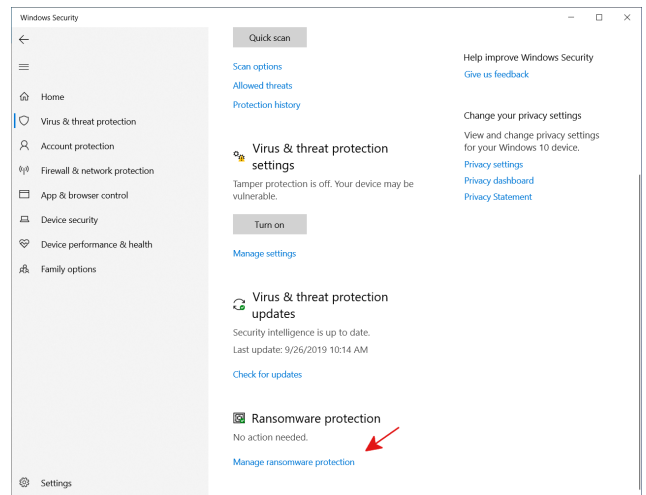 Windows Security
Home
Virus & threat protection
Account protection
Firewall & network protection
App & browser control
Device security
Device performance & health
Family options
Settings
Quick scan
Scan options
Allowed threats
Protection history
Virus & threat protection
settings
Tamper protection is off. Your device may be
vulnerable.
Turn on
Manage settings
Virus & threat protection
updates
Security intelligence is up to date.
Last update: 9/26/2019 10:14 AM
Check for updates
Ransomware protection
No action needed.
Manage ransomware protection
Help improve Windows Security
Give us feedback
Change your privacy settings
View and change privacy settings
for your Windows 10 device.
Privacy settings
Privacy dashboard
Privacy Statement